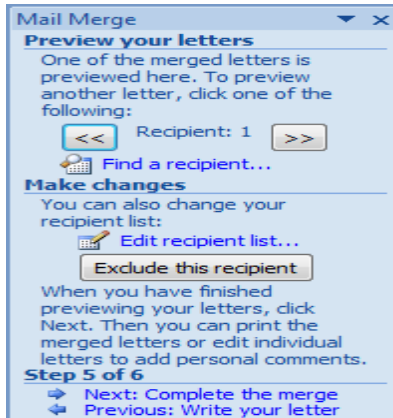 Mail Merge
Preview your letters
One of the merged letters is
previewed here. To preview
another letter, click one of the
following:
<< Recipient: 1 >>
Find a recipient...
Make changes
You can also change your
recipient list:
Edit recipient list...
Exclude this recipient
When you have finished
previewing your letters, click
Next. Then you can print the
merged letters or edit individual
letters to add personal comments.
Step 5 of 6
Next: Complete the merge
Previous: Write your letter